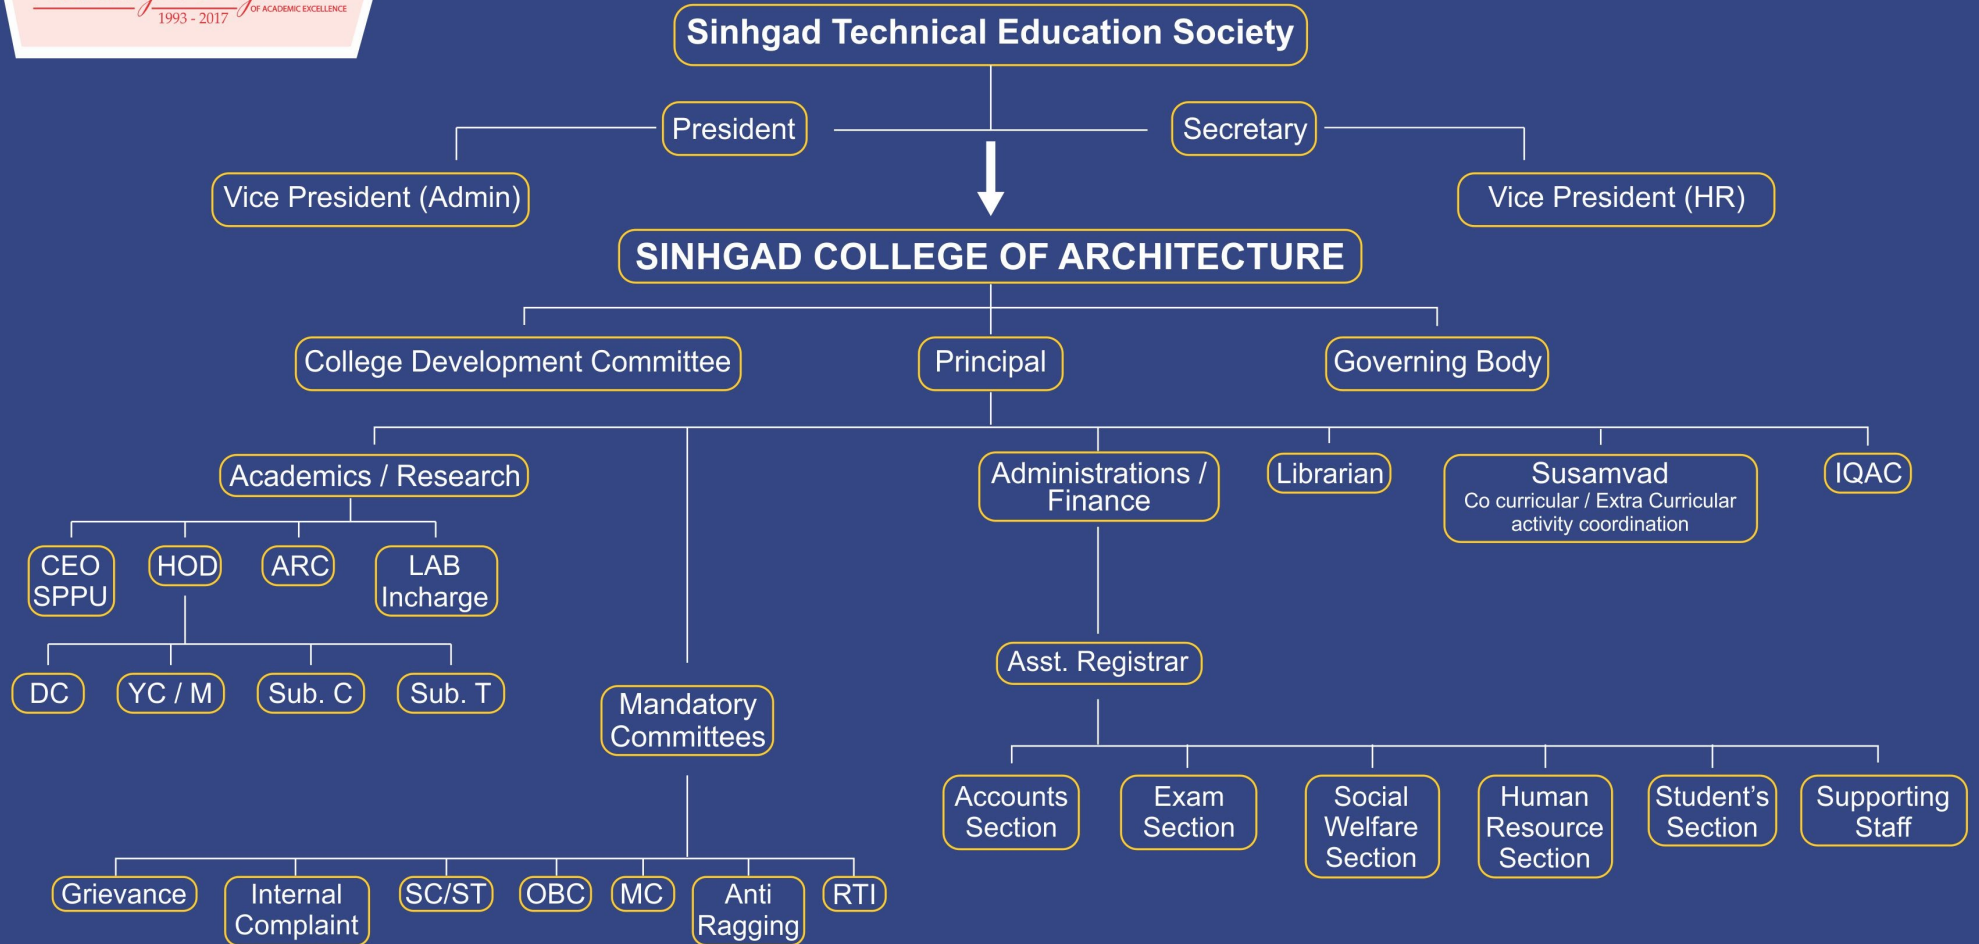 1993 - 2017
OF ACADEMIC EXCELLENCE
Sinhgad Technical Education Society
President
Secretary
Vice President (Admin)
Vice President (HR)
SINHGAD COLLEGE OF ARCHITECTURE
College Development Committee
Principal
Governing Body
Academics / Research
Administrations /
Finance
Librarian
Susamvad
Co curricular / Extra Curricular
activity coordination
IQAC
CEO
SPPU
HOD
ARC
LAB
Incharge
DC
YC / M
Sub. C
Sub. T
Asst. Registrar
Mandatory
Committees
Accounts
Section
Exam
Section
Social
Welfare
Section
Human
Resource
Section
Student’s
Section
Supporting
Staff
Grievance
Internal
Complaint
SC/ST
OBC
MC
Anti
Ragging
RTI